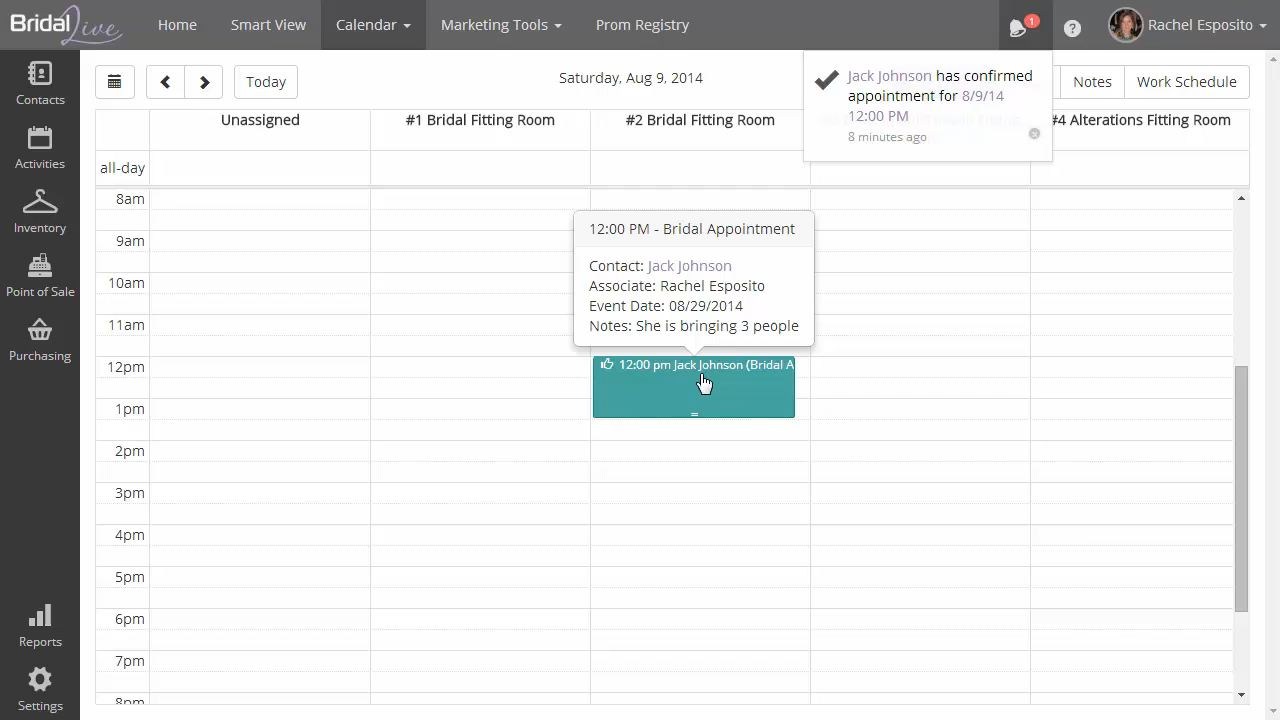 Bridal Live
Home
Smart View
Calendar
Marketing Tools
Prom Registry
1
?
Rachel Esposito
Contacts
Activities
Inventory
Point of Sale
Purchasing
Reports
Settings
Today
Saturday, Aug 9, 2014
Notes
Work Schedule
Jack Johnson has confirmed
appointment for 8/9/14
12:00 PM
8 minutes ago
Unassigned
#1 Bridal Fitting Room
#2 Bridal Fitting Room
#4 Alterations Fitting Room
all-day
8am
9am
10am
11am
12pm
1pm
2pm
3pm
4pm
5pm
6pm
7pm
8pm
12:00 PM - Bridal Appointment
Contact: Jack Johnson
Associate: Rachel Esposito
Event Date: 08/29/2014
Notes: She is bringing 3 people
12:00 pm Jack Johnson (Bridal A